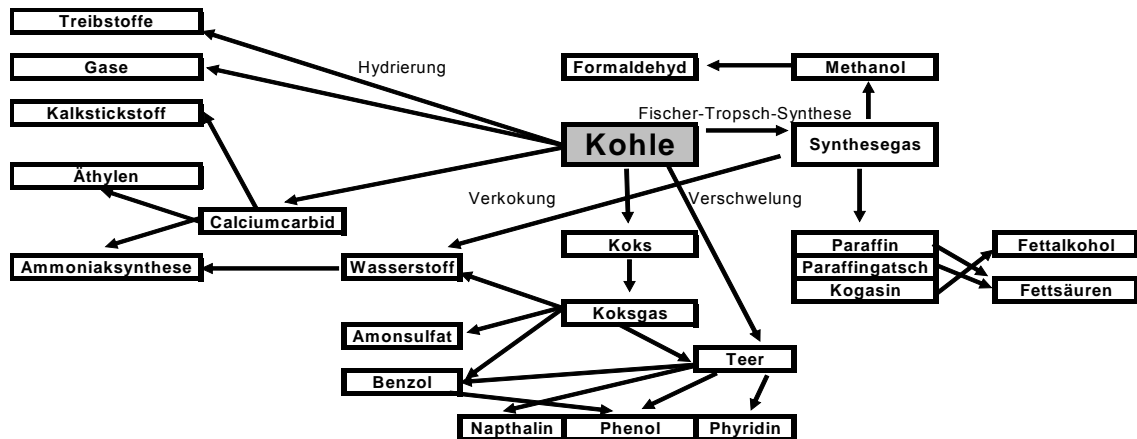 Treibstoffe
Gase
Hydrierung
Formaldehyd
Methanol
Kalkstickstoff
Fischer-Tropsch-Synthese
Kohle
Synthesegas
Äthylen
Verkokung
Verschwelung
Calciumcarbid
Koks
Paraffin
Fettalkohol
Ammoniaksynthese
Wasserstoff
Paraffingatsch
Kogasin
Fettsäuren
Koksgas
Amonsulfat
Teer
Benzol
Napthalin
Phenol
Phyridin